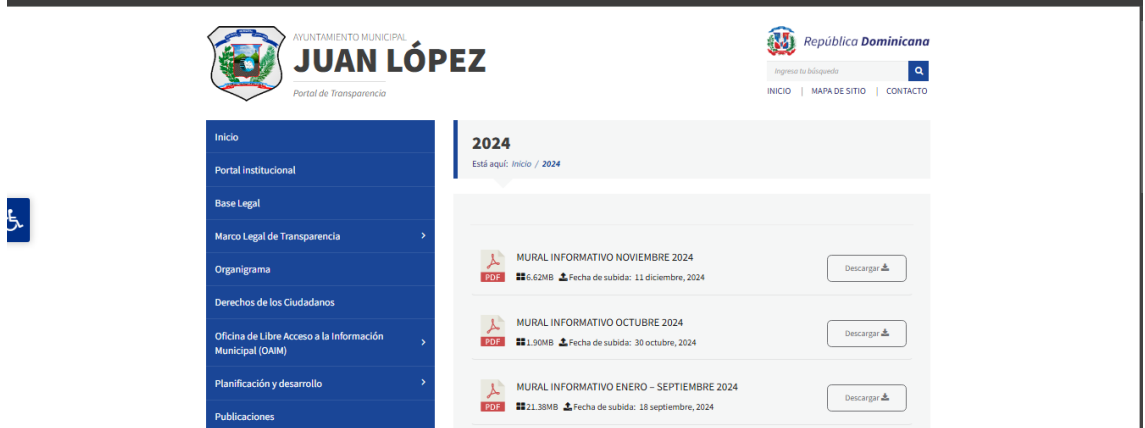 AYUNTAMIENTO MUNICIPAL
JUAN LÓPEZ
Portal de Transparencia
República Dominicana
Ingresa tu búsqueda
INICIO | MAPA DE SITIO | CONTACTO
Inicio
Portal institucional
Base Legal
Marco Legal de Transparencia
Organigrama
Derechos de los Ciudadanos
Oficina de Libre Acceso a la Información
Municipal (OAIM)
Planificación y desarrollo
Publicaciones
2024
Está aquí: Inicio / 2024
MURAL INFORMATIVO NOVIEMBRE 2024
PDF 6.62MB Fecha de subida: 11 diciembre, 2024
Descargar
MURAL INFORMATIVO OCTUBRE 2024
PDF 1.90MB Fecha de subida: 30 octubre, 2024
Descargar
MURAL INFORMATIVO ENERO – SEPTIEMBRE 2024
PDF 21.38MB Fecha de subida: 18 septiembre, 2024
Descargar